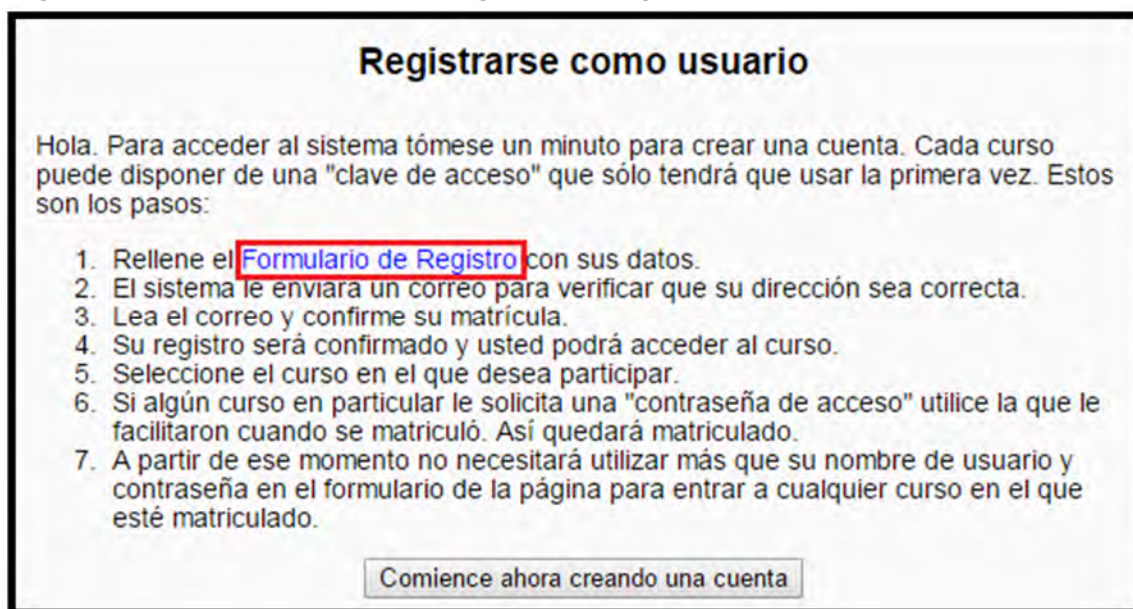 Registrarse como usuario
Hola. Para acceder al sistema tómese un minuto para crear una cuenta. Cada curso
puede disponer de una "clave de acceso" que sólo tendrá que usar la primera vez. Estos
son los pasos:
1. Rellene el Formulario de Registro con sus datos.
2. El sistema le enviará un correo para verificar que su dirección sea correcta.
3. Lea el correo y confirme su matrícula.
4. Su registro será confirmado y usted podrá acceder al curso.
5. Seleccione el curso en el que desea participar.
6. Si algún curso en particular le solicita una "contraseña de acceso" utilice la que le
facilitaron cuando se matriculó. Así quedará matriculado.
7. A partir de ese momento no necesitará utilizar más que su nombre de usuario y
contraseña en el formulario de la página para entrar a cualquier curso en el que
esté matriculado.
Comience ahora creando una cuenta